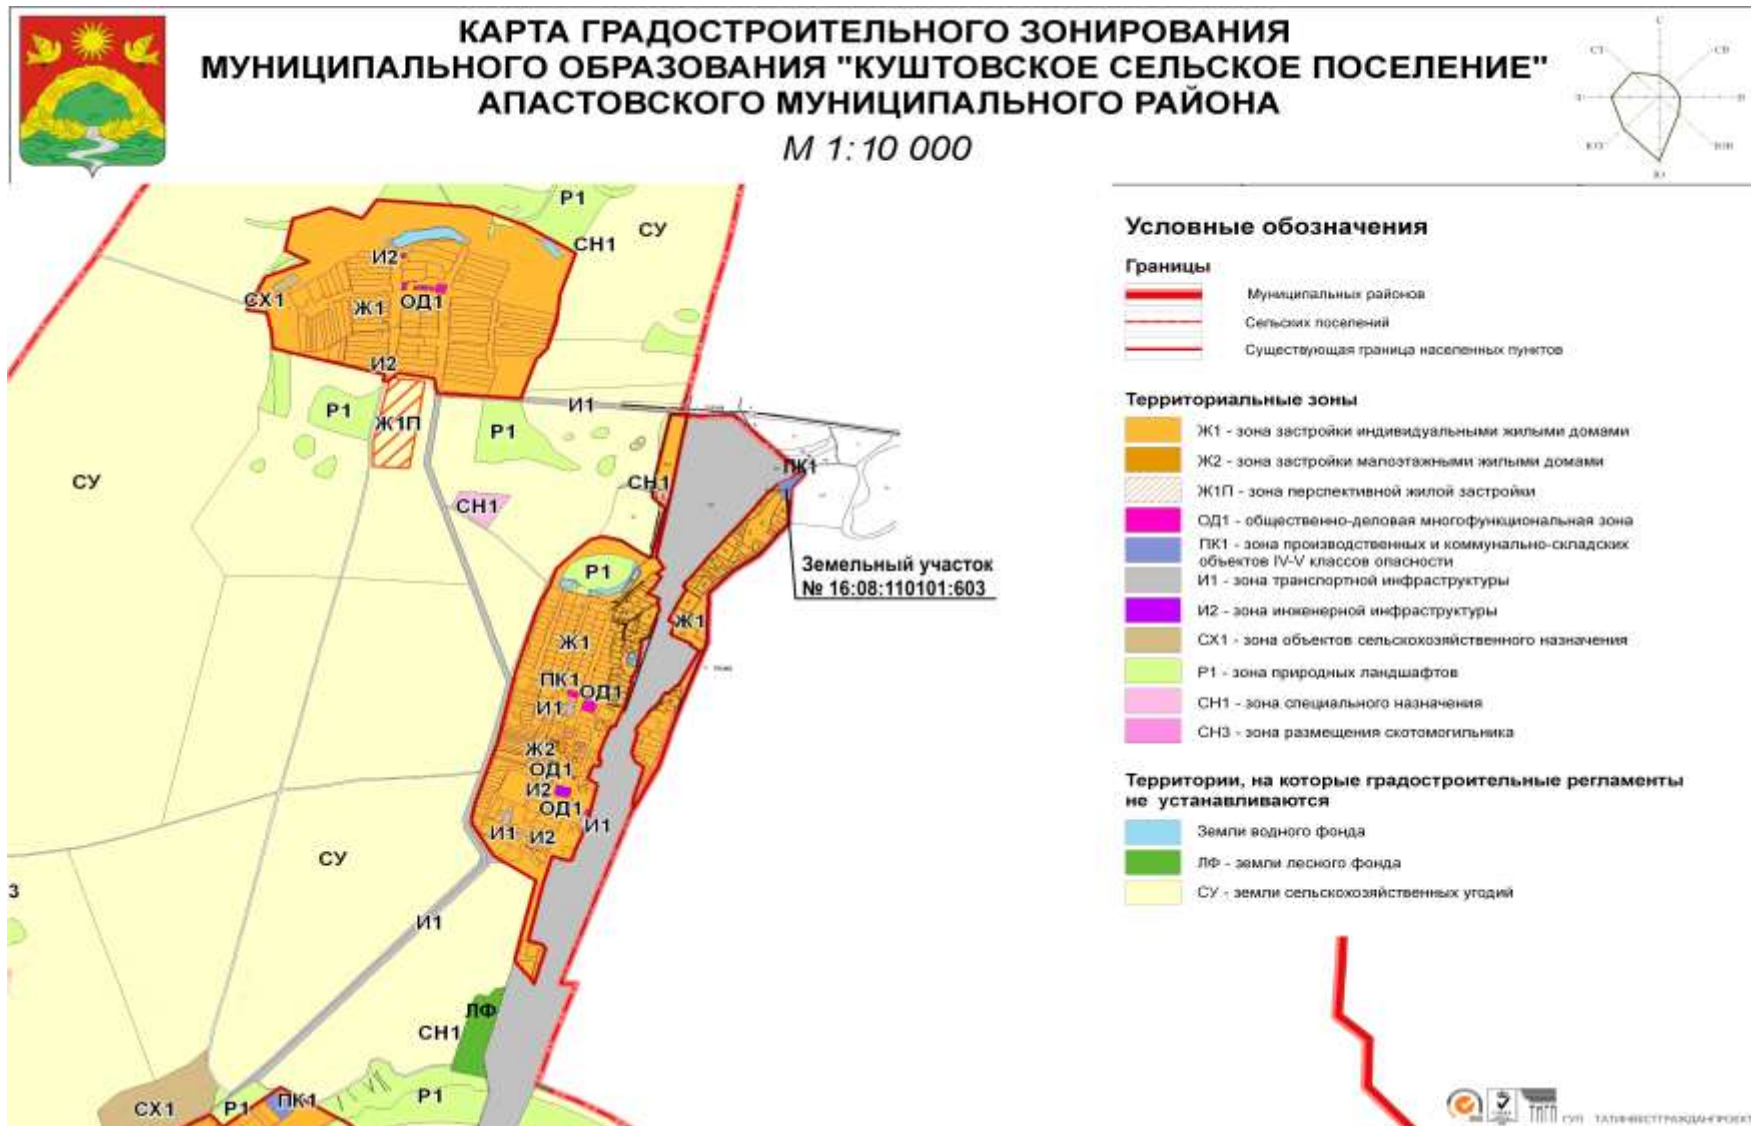 КАРТА ГРАДОСТРОИТЕЛЬНОГО ЗОНИРОВАНИЯ
МУНИЦИПАЛЬНОГО ОБРАЗОВАНИЯ "КУШТОВСКОЕ СЕЛЬСКОЕ ПОСЕЛЕНИЕ"
АПАСТОВСКОГО МУНИЦИПАЛЬНОГО РАЙОНА
М 1:10 000
С
СВ
В
Ю
Р1
СУ
СН1
И2
СХ1
Ж1
ОД1
И2
Р1
Ж1П
И1
Р1
СУ
СН1
СН1
ПК1
Земельный участок
№ 16:08:110101:603
Р1
Ж1
Ж1
ПК1
ОД1
И1
Ж2
ОД1
И2
ОД1
И1
И1
И2
СУ
З
И1
ЛФ
СН1
СХ1
Р1
ПК1
Р1
Условные обозначения
Границы
Муниципальных районов
Сельских поселений
Существующая граница населенных пунктов
Территориальные зоны
Ж1 - зона застройки индивидуальными жилыми домами
Ж2 - зона застройки малоэтажными жилыми домами
Ж1П - зона перспективной жилой застройки
ОД1 - общественно-деловая многофункциональная зона
ПК1 - зона производственных и коммунально-складских
объектов IV-V классов опасности
И1 - зона транспортной инфраструктуры
И2 - зона инженерной инфраструктуры
СХ1 - зона объектов сельскохозяйственного назначения
Р1 - зона природных ландшафтов
СН1 - зона специального назначения
СН3 - зона размещения скотомогильника
Территории, на которые градостроительные регламенты
не устанавливаются
Земли водного фонда
ЛФ - земли лесного фонда
СУ - земли сельскохозяйственных угодий
ГУП ТАТИНВЕСТГРАЖДАНПРОЕКТ